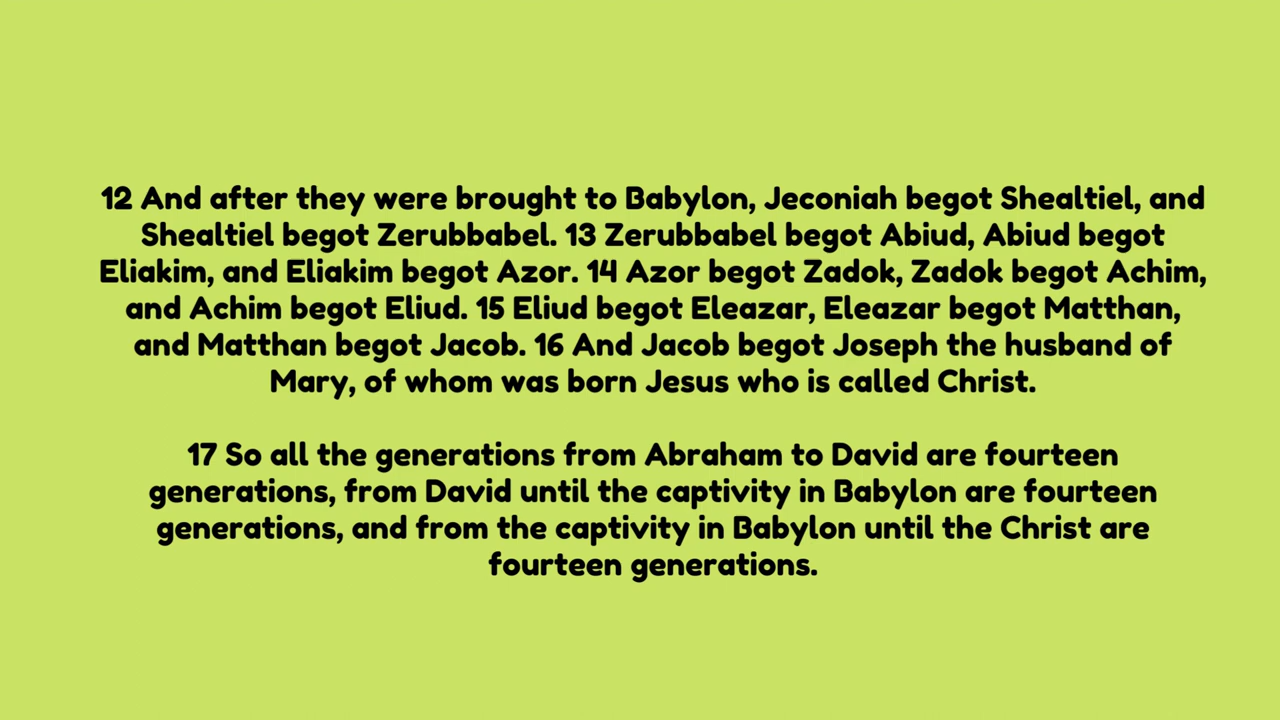 12 And after they were brought to Babylon, Jeconiah begot Shealtiel, and
Shealtiel begot Zerubbabel. 13 Zerubbabel begot Abiud, Abiud begot
Eliakim, and Eliakim begot Azor. 14 Azor begot Zadok, Zadok begot Achim,
and Achim begot Eliud. 15 Eliud begot Eleazar, Eleazar begot Matthan,
and Matthan begot Jacob. 16 And Jacob begot Joseph the husband of
Mary, of whom was born Jesus who is called Christ.
17 So all the generations from Abraham to David are fourteen
generations, from David until the captivity in Babylon are fourteen
generations, and from the captivity in Babylon until the Christ are
fourteen generations.